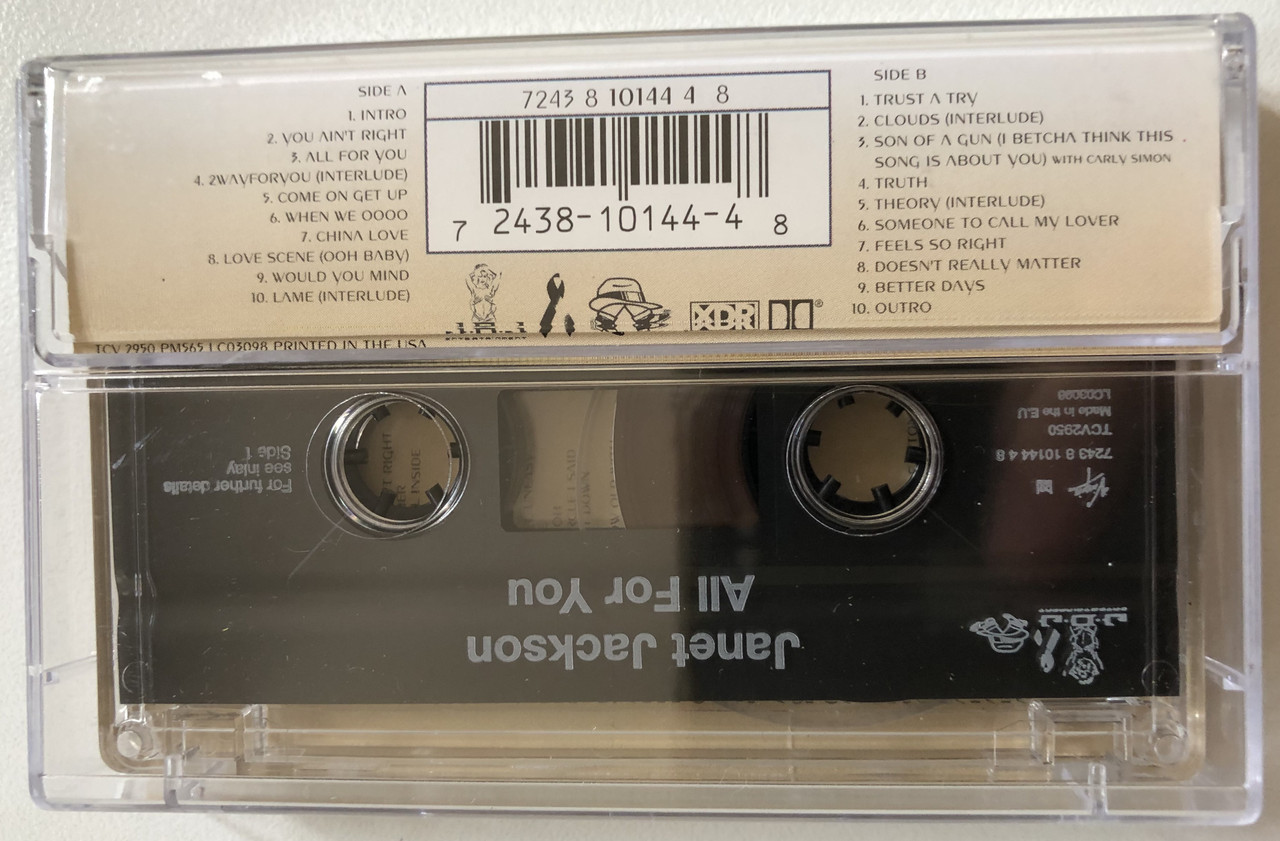 SIDE A
1. INTRO
2. YOU AIN'T RIGHT
3. ALL FOR YOU
4. 2WAYFORYOU (INTERLUDE)
5. COME ON GET UP
6. WHEN WE OOOO
7. CHINA LOVE
8. LOVE SCENE (OOH BABY)
9. WOULD YOU MIND
10. LAME (INTERLUDE)
7243 8 10144 4 8
7 2438-10144-4 8
XDR
®
SIDE B
1. TRUST A TRY
2. CLOUDS (INTERLUDE)
3. SON OF A GUN (I BETCHA THINK THIS
SONG IS ABOUT YOU) WITH CARLY SIMON
4. TRUTH
5. THEORY (INTERLUDE)
6. SOMEONE TO CALL MY LOVER
7. FEELS SO RIGHT
8. DOESN'T REALLY MATTER
9. BETTER DAYS
10. OUTRO
TCV 2950 PM565 LC03098 PRINTED IN THE USA
Janet Jackson
All For You
Virgin
7243 8 10144 4 8
TCV2950
Made in the E.U
LC03098
For further details
see inlay
Side 1
T RIGHT
INSIDE
I SAID
DOWN